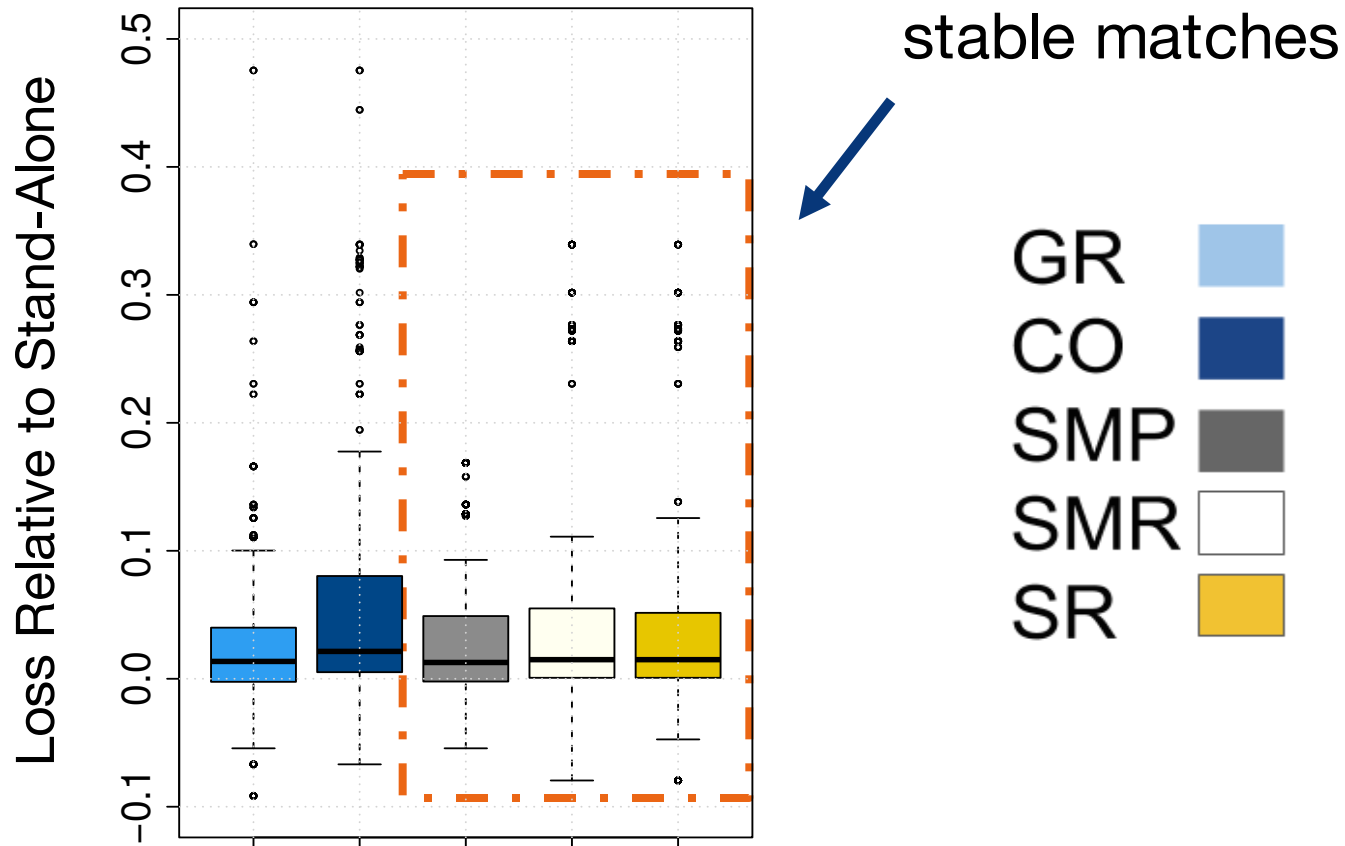 stable matches
Loss Relative to Stand-Alone
0.5
0.4
0.3
0.2
0.1
0.0
−0.1
GR
CO
SMP
SMR
SR